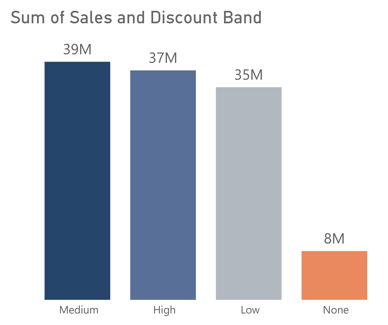 Sum of Sales and Discount Band
39M
37M
35M
8M
Medium
High
Low
None